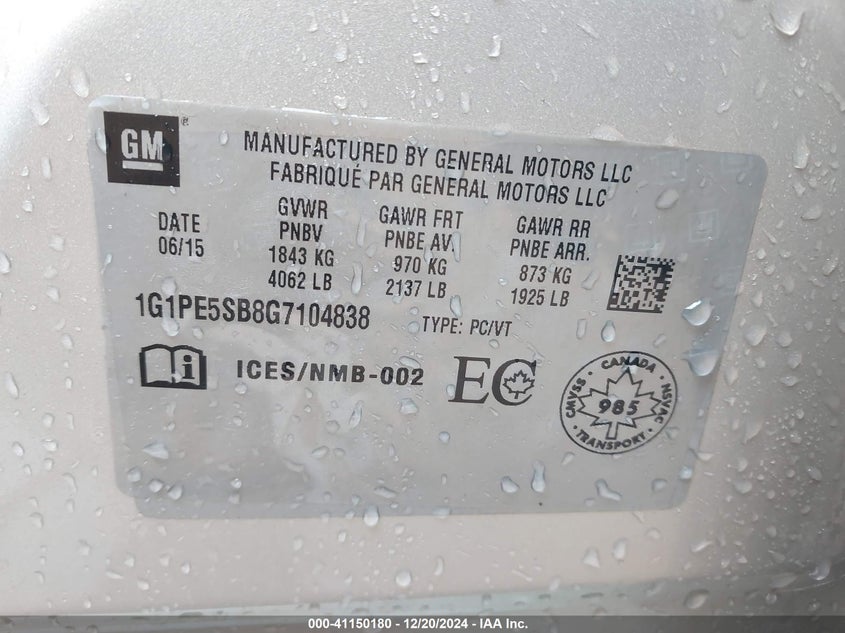 GM
MANUFACTURED BY GENERAL MOTORS LLC
FABRIQUÉ PAR GENERAL MOTORS LLC
DATE GVWR GAWR FRT GAWR RR
06/15 PNBV PNBE AV. PNBE ARR.
1843 KG 970 KG 873 KG
4062 LB 2137 LB 1925 LB
1G1PE5SB8G7104838 TYPE: PC/VT
i ICES/NMB-002 EC
CANADA
CMVSS 985 NSVAC
TRANSPORT
000-41150180 - 12/20/2024 - IAA Inc.